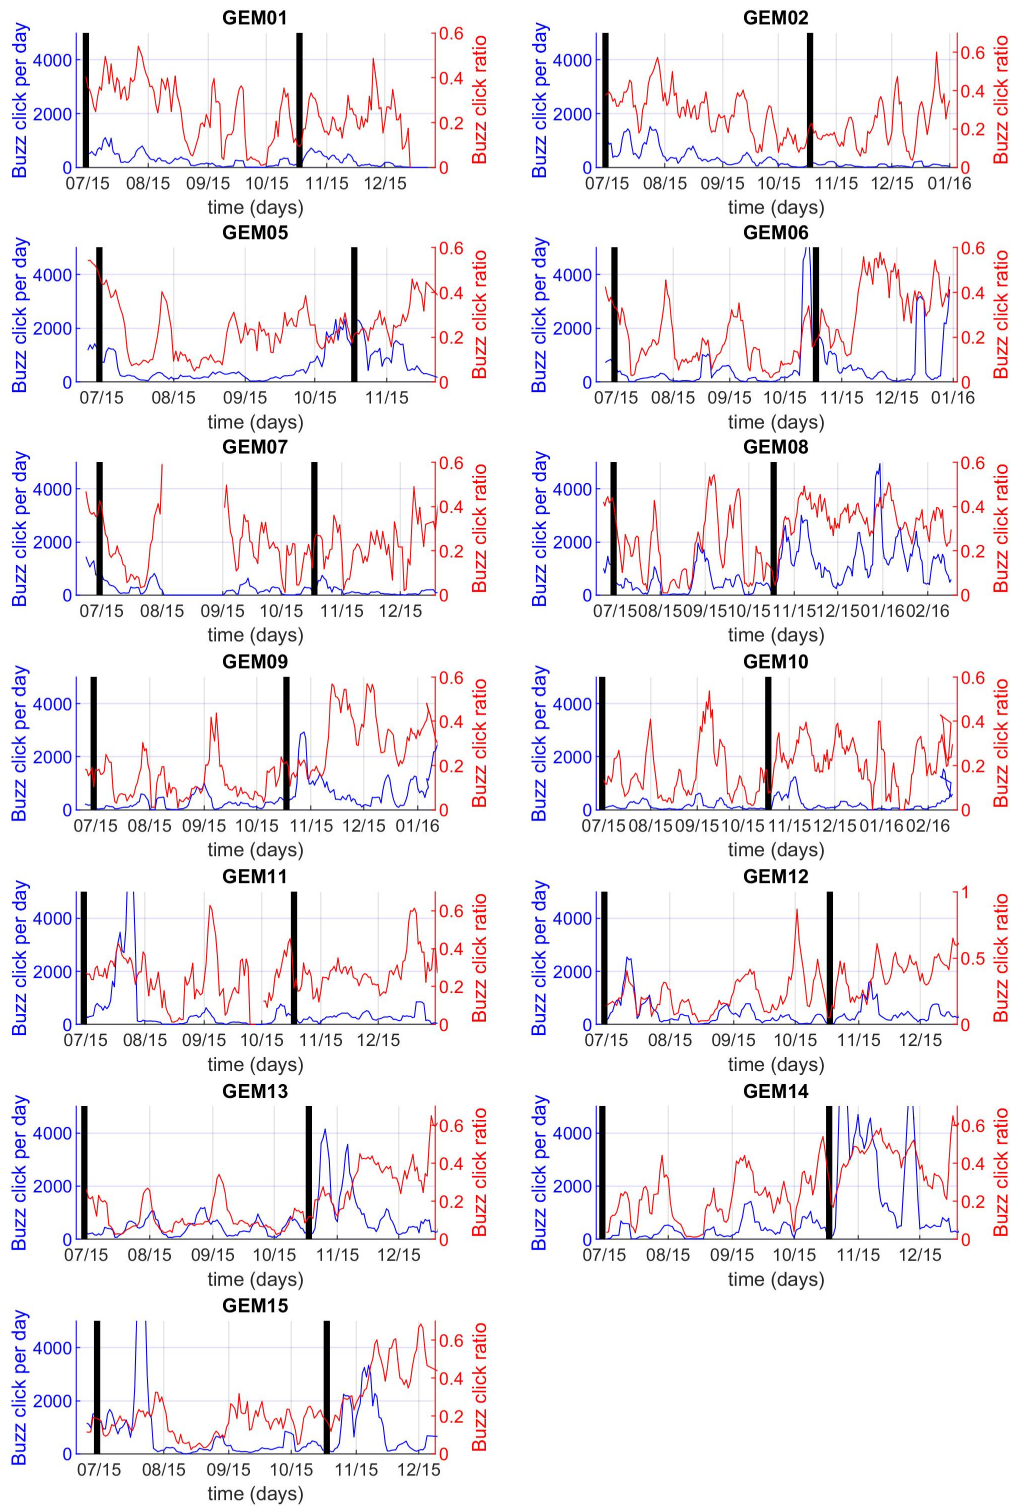 GEM01
Buzz click per day
4000
2000
0
0.6
0.4
0.2
0
Buzz click ratio
07/15 08/15 09/15 10/15 11/15 12/15
time (days)
GEM02
Buzz click per day
4000
2000
0
0.6
0.4
0.2
0
Buzz click ratio
07/15 08/15 09/15 10/15 11/15 12/15 01/16
time (days)
GEM05
Buzz click per day
4000
2000
0
0.6
0.4
0.2
0
Buzz click ratio
07/15 08/15 09/15 10/15 11/15
time (days)
GEM06
Buzz click per day
4000
2000
0
0.6
0.4
0.2
0
Buzz click ratio
07/15 08/15 09/15 10/15 11/15 12/15 01/16
time (days)
GEM07
Buzz click per day
4000
2000
0
0.6
0.4
0.2
0
Buzz click ratio
07/15 08/15 09/15 10/15 11/15 12/15
time (days)
GEM08
Buzz click per day
4000
2000
0
0.6
0.4
0.2
0
Buzz click ratio
07/15 08/15 09/15 10/15 11/15 12/15 01/16 02/16
time (days)
GEM09
Buzz click per day
4000
2000
0
0.6
0.4
0.2
0
Buzz click ratio
07/15 08/15 09/15 10/15 11/15 12/15 01/16
time (days)
GEM10
Buzz click per day
4000
2000
0
0.6
0.4
0.2
0
Buzz click ratio
07/15 08/15 09/15 10/15 11/15 12/15 01/16 02/16
time (days)
GEM11
Buzz click per day
4000
2000
0
0.6
0.4
0.2
0
Buzz click ratio
07/15 08/15 09/15 10/15 11/15 12/15
time (days)
GEM12
Buzz click per day
4000
2000
0
1
0.5
0
Buzz click ratio
07/15 08/15 09/15 10/15 11/15 12/15
time (days)
GEM13
Buzz click per day
4000
2000
0
0.6
0.4
0.2
0
Buzz click ratio
07/15 08/15 09/15 10/15 11/15 12/15
time (days)
GEM14
Buzz click per day
4000
2000
0
0.6
0.4
0.2
0
Buzz click ratio
07/15 08/15 09/15 10/15 11/15 12/15
time (days)
GEM15
Buzz click per day
4000
2000
0
0.6
0.4
0.2
0
Buzz click ratio
07/15 08/15 09/15 10/15 11/15 12/15
time (days)